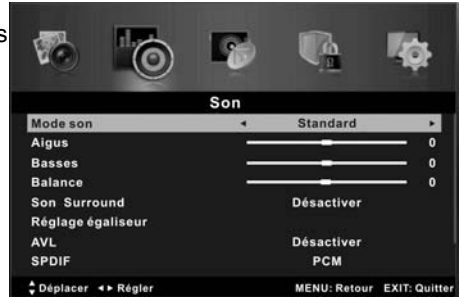 s
Son
Mode son ◄ Standard ►
Aigus 0
Basses 0
Balance 0
Son Surround Désactiver
Réglage égaliseur
AVL Désactiver
SPDIF PCM
Déplacer ◄► Régler MENU: Retour EXIT: Quitter